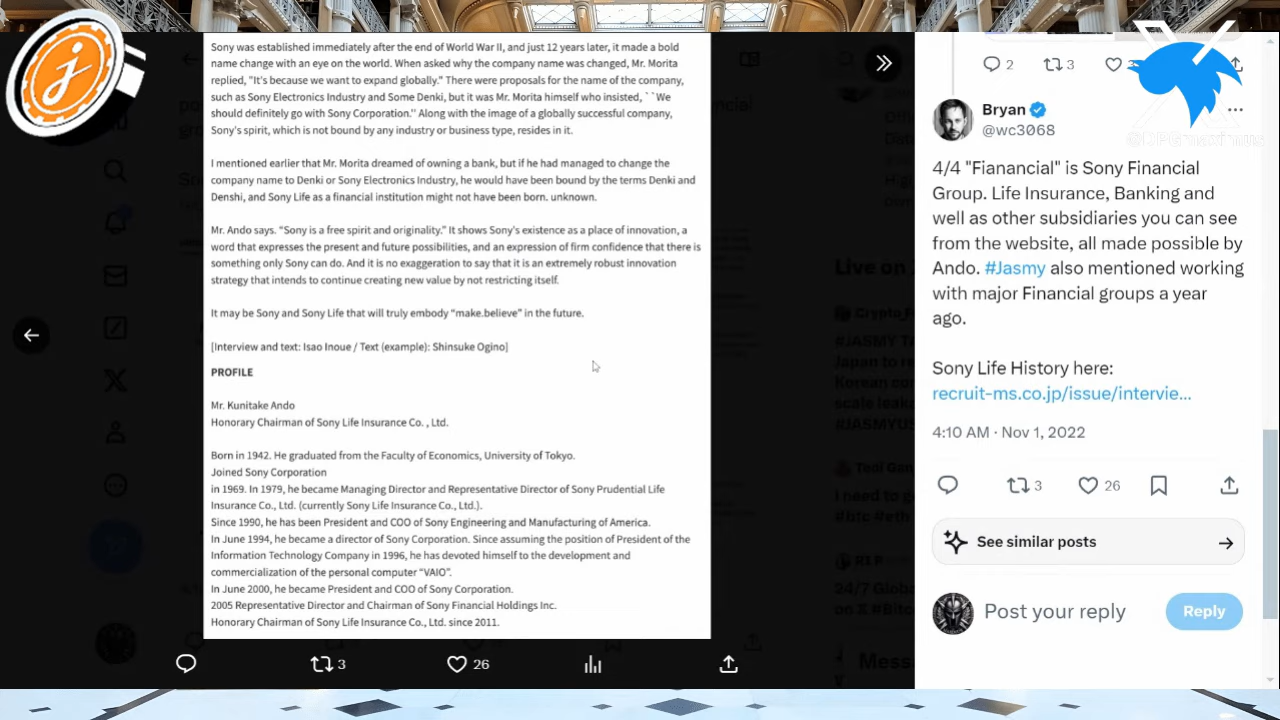 Sony was established immediately after the end of World War II, and just 12 years later, it made a bold
name change with an eye on the world. When asked why the company name was changed, Mr. Morita
replied, "It's because we want to expand globally." There were proposals for the name of the company,
such as Sony Electronics Industry and Some Denki, but it was Mr. Morita himself who insisted, ``We
should definitely go with Sony Corporation.'' Along with the image of a globally successful company,
Sony's spirit, which is not bound by any industry or business type, resides in it.
I mentioned earlier that Mr. Morita dreamed of owning a bank, but if he had managed to change the
company name to Denki or Sony Electronics Industry, he would have been bound by the terms Denki and
Denshi, and Sony Life as a financial institution might not have been born. unknown.
Mr. Ando says. “Sony is a free spirit and originality.” It shows Sony's existence as a place of innovation, a
word that expresses the present and future possibilities, and an expression of firm confidence that there is
something only Sony can do. And it is no exaggeration to say that it is an extremely robust innovation
strategy that intends to continue creating new value by not restricting itself.
It may be Sony and Sony Life that will truly embody “make.believe” in the future.
[Interview and text: Isao Inoue / Text (example): Shinsuke Ogino]
PROFILE
Mr. Kunitake Ando
Honorary Chairman of Sony Life Insurance Co. , Ltd.
Born in 1942. He graduated from the Faculty of Economics, University of Tokyo.
Joined Sony Corporation
in 1969. In 1979, he became Managing Director and Representative Director of Sony Prudential Life
Insurance Co., Ltd. (currently Sony Life Insurance Co., Ltd.).
Since 1990, he has been President and COO of Sony Engineering and Manufacturing of America.
In June 1994, he became a director of Sony Corporation. Since assuming the position of President of the
Information Technology Company in 1996, he has devoted himself to the development and
commercialization of the personal computer “VAIO”.
In June 2000, he became President and COO of Sony Corporation.
2005 Representative Director and Chairman of Sony Financial Holdings Inc.
Honorary Chairman of Sony Life Insurance Co., Ltd. since 2011.
3
26
2
3
Bryan
@wc3068
4/4 "Fianancial" is Sony Financial
Group. Life Insurance, Banking and
well as other subsidiaries you can see
from the website, all made possible by
Ando. #Jasmy also mentioned working
with major Financial groups a year
ago.
Sony Life History here:
recruit-ms.co.jp/issue/intervie...
4:10 AM · Nov 1, 2022
3
26
See similar posts
Post your reply
Reply
Live on
24/7 Global
Messa